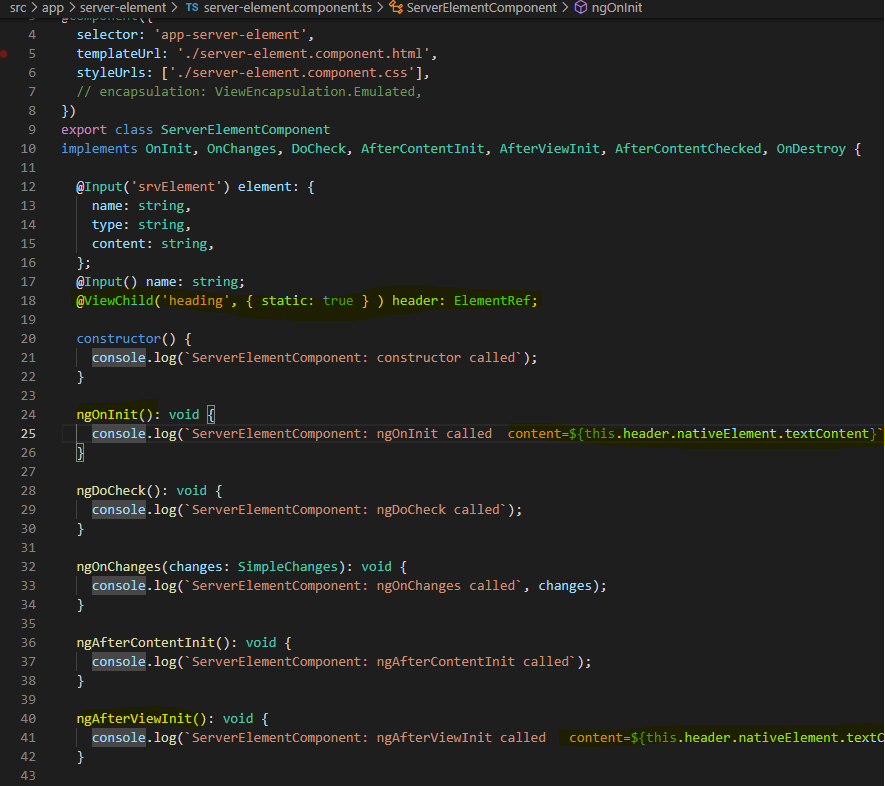 src > app > server-element > TS server-element.component.ts > ServerElementComponent > ngOnInit
3 @Component({
4 selector: 'app-server-element',
5 templateUrl: './server-element.component.html',
6 styleUrls: ['./server-element.component.css'],
7 // encapsulation: ViewEncapsulation.Emulated,
8 })
9 export class ServerElementComponent
10 implements OnInit, OnChanges, DoCheck, AfterContentInit, AfterViewInit, AfterContentChecked, OnDestroy {
11
12 @Input('srvElement') element: {
13 name: string,
14 type: string,
15 content: string,
16 };
17 @Input() name: string;
18 @ViewChild('heading', { static: true } ) header: ElementRef;
19
20 constructor() {
21 console.log(`ServerElementComponent: constructor called`);
22 }
23
24 ngOnInit(): void {
25 console.log(`ServerElementComponent: ngOnInit called  content=${this.header.nativeElement.textContent}`
26 }
27
28 ngDoCheck(): void {
29 console.log(`ServerElementComponent: ngDoCheck called`);
30 }
31
32 ngOnChanges(changes: SimpleChanges): void {
33 console.log(`ServerElementComponent: ngOnChanges called`, changes);
34 }
35
36 ngAfterContentInit(): void {
37 console.log(`ServerElementComponent: ngAfterContentInit called`);
38 }
39
40 ngAfterViewInit(): void {
41 console.log(`ServerElementComponent: ngAfterViewInit called   content=${this.header.nativeElement.textC
42 }
43